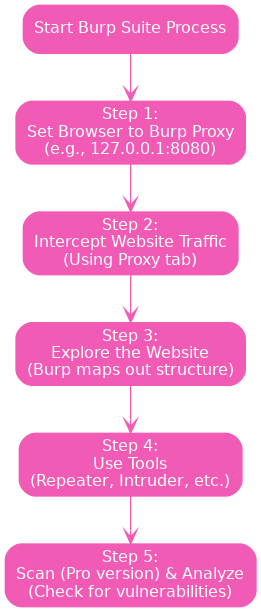 Start Burp Suite Process
Step 1:
Set Browser to Burp Proxy
(e.g., 127.0.0.1:8080)
Step 2:
Intercept Website Traffic
(Using Proxy tab)
Step 3:
Explore the Website
(Burp maps out structure)
Step 4:
Use Tools
(Repeater, Intruder, etc.)
Step 5:
Scan (Pro version) & Analyze
(Check for vulnerabilities)